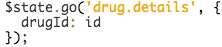 $state.go('drug.details', {
  drugId: id
});